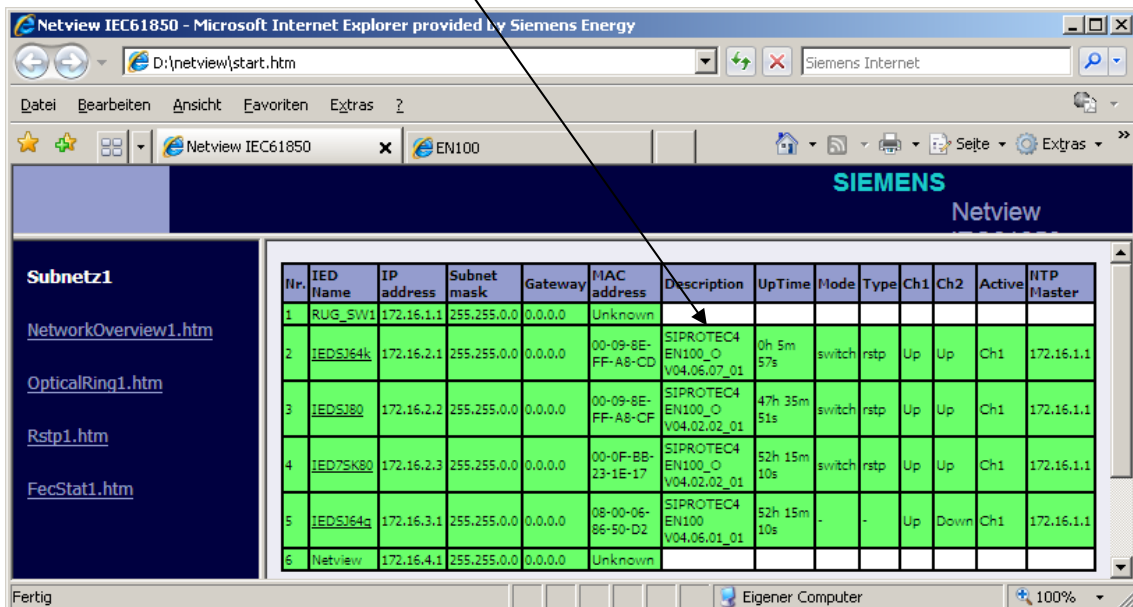 Netview IEC61850 - Microsoft Internet Explorer provided by Siemens Energy
D:\netview\start.htm
Siemens Internet
Datei Bearbeiten Ansicht Favoriten Extras ?
Netview IEC61850 EN100 Seite Extras
SIEMENS
Netview
Subnetz1
NetworkOverview1.htm
OpticalRing1.htm
Rstp1.htm
FecStat1.htm
Nr. IED Name IP address Subnet mask Gateway MAC address Description UpTime Mode Type Ch1 Ch2 Active NTP Master
1 RUG_SW1 172.16.1.1 255.255.0.0 0.0.0.0 Unknown
2 IEDSJ64k 172.16.2.1 255.255.0.0 0.0.0.0 00-09-8E-FF-A8-CD SIPROTEC4 EN100_O V04.06.07_01 0h 5m 57s switch rstp Up Up Ch1 172.16.1.1
3 IEDSJ80 172.16.2.2 255.255.0.0 0.0.0.0 00-09-8E-FF-A8-CF SIPROTEC4 EN100_O V04.02.02_01 47h 35m 51s switch rstp Up Up Ch1 172.16.1.1
4 IED7SK80 172.16.2.3 255.255.0.0 0.0.0.0 00-0F-BB-23-1E-17 SIPROTEC4 EN100_O V04.02.02_01 52h 15m 10s switch rstp Up Up Ch1 172.16.1.1
5 IEDSJ64q 172.16.3.1 255.255.0.0 0.0.0.0 08-00-06-86-50-D2 SIPROTEC4 EN100 V04.06.01_01 52h 15m 10s - - Up Down Ch1 172.16.1.1
6 Netview 172.16.4.1 255.255.0.0 0.0.0.0 Unknown
Fertig Eigener Computer 100%